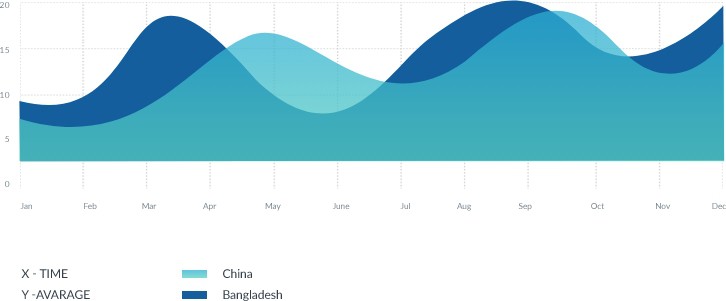 20
15
10
5
0
Jan Feb Mar Apr May June Jul Aug Sep Oct Nov Dec
X - TIME China
Y -AVARAGE Bangladesh